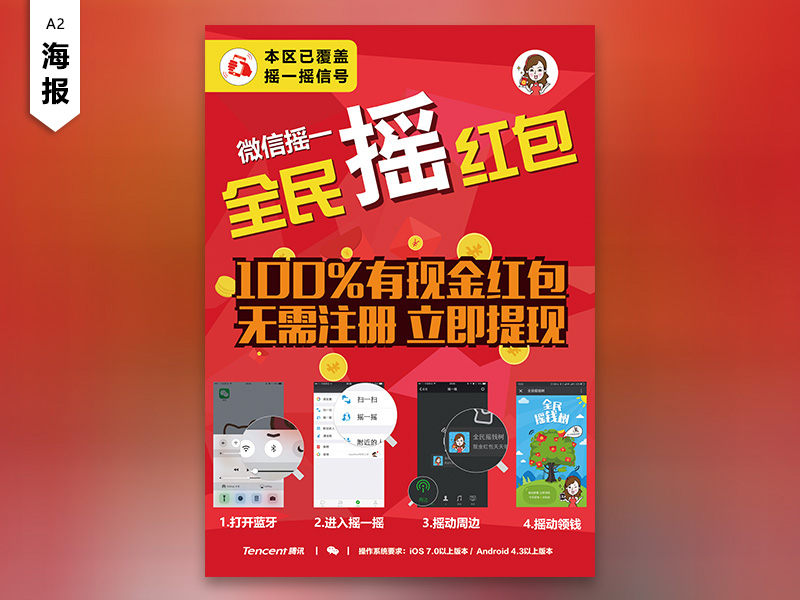 A2
海报
本区已覆盖
摇一摇信号
微信摇一
全民摇红包
100%有现金红包
无需注册 立即提现
扫一扫
摇一摇
附近的人
全民摇钱树
全民
摇钱树
1.打开蓝牙
2.进入摇一摇
3.摇动周边
4.摇动领钱
Tencent腾讯 | | 操作系统要求：iOS 7.0以上版本 / Android 4.3以上版本